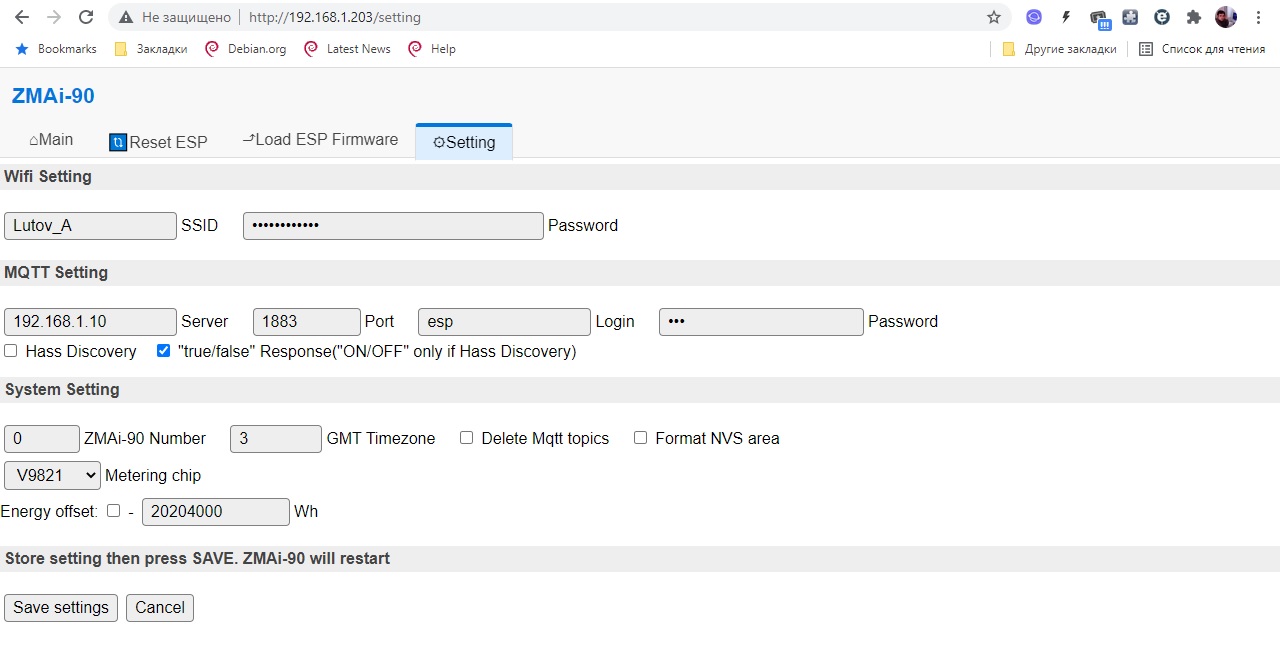 Не защищено http://192.168.1.203/setting
Bookmarks Закладки Debian.org Latest News Help Другие закладки Список для чтения
ZMAi-90
Main Reset ESP Load ESP Firmware Setting
Wifi Setting
Lutov_A SSID •••••••••••• Password
MQTT Setting
192.168.1.10 Server 1883 Port esp Login ••• Password
Hass Discovery "true/false" Response("ON/OFF" only if Hass Discovery)
System Setting
0 ZMAi-90 Number 3 GMT Timezone Delete Mqtt topics Format NVS area
V9821 Metering chip
Energy offset: - 20204000 Wh
Store setting then press SAVE. ZMAi-90 will restart
Save settings Cancel